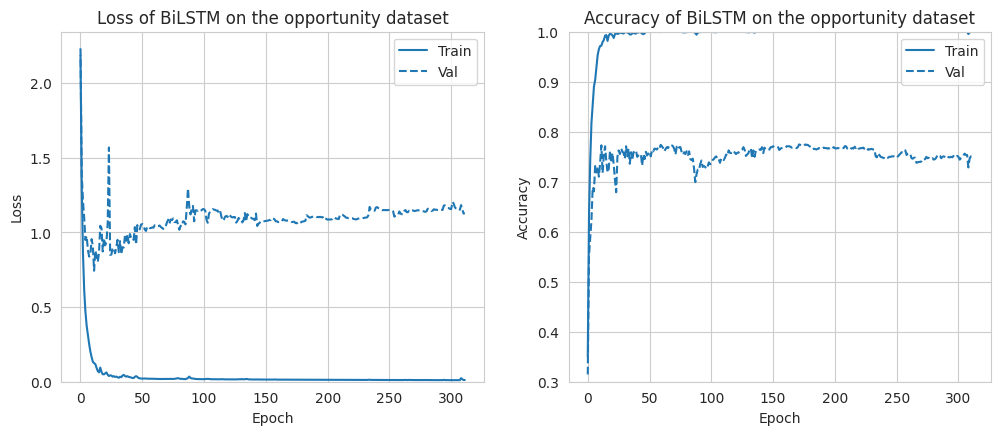 Loss of BiLSTM on the opportunity dataset
Train
Val
2.0
1.5
1.0
0.5
0.0
Loss
0
50
100
150
200
250
300
Epoch
Accuracy of BiLSTM on the opportunity dataset
Train
Val
1.0
0.9
0.8
0.7
0.6
0.5
0.4
0.3
Accuracy
0
50
100
150
200
250
300
Epoch